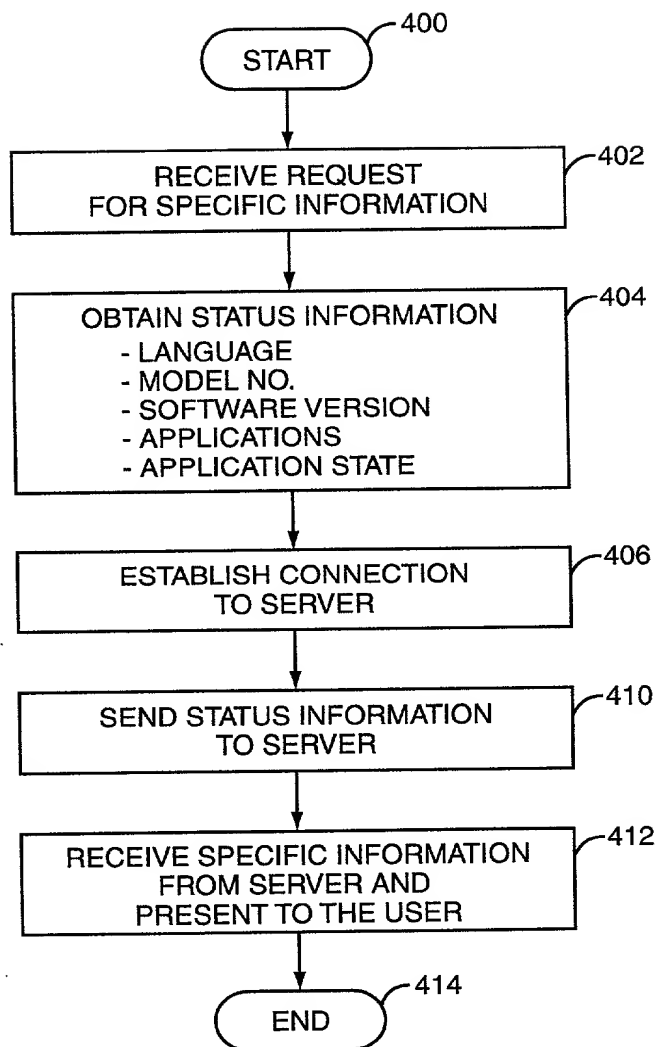 400
START
402
RECEIVE REQUEST
FOR SPECIFIC INFORMATION
404
OBTAIN STATUS INFORMATION
- LANGUAGE
- MODEL NO.
- SOFTWARE VERSION
- APPLICATIONS
- APPLICATION STATE
406
ESTABLISH CONNECTION
TO SERVER
410
SEND STATUS INFORMATION
TO SERVER
412
RECEIVE SPECIFIC INFORMATION
FROM SERVER AND
PRESENT TO THE USER
414
END